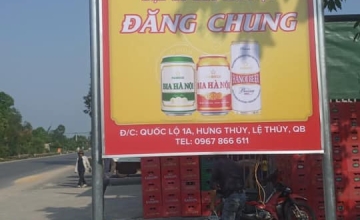 ĐĂNG CHUNG
BIA HÀ NỘI
BIA HÀ NỘI
HANOI BEER
Đ/C: QUỐC LỘ 1A, HƯNG THỦY, LỆ THỦY, QB
TEL: 0967 866 611